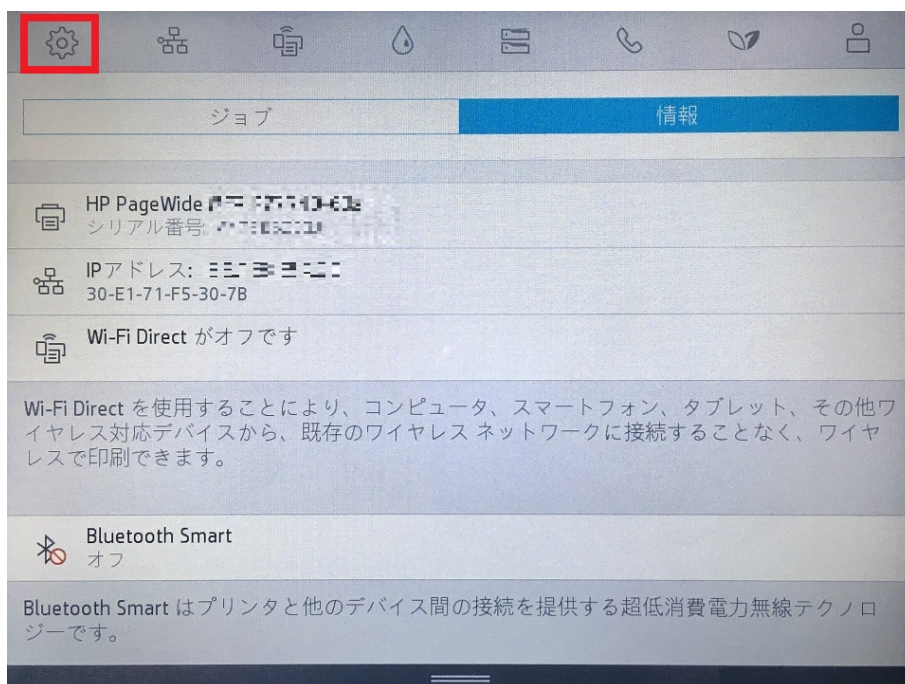 ジョブ
情報
HP PageWide
シリアル番号:
IPアドレス:
30-E1-71-F5-30-7B
Wi-Fi Direct がオフです
Wi-Fi Direct を使用することにより、コンピュータ、スマートフォン、タブレット、その他ワ
イヤレス対応デバイスから、既存のワイヤレス ネットワークに接続することなく、ワイヤ
レスで印刷できます。
Bluetooth Smart
オフ
Bluetooth Smart はプリンタと他のデバイス間の接続を提供する超低消費電力無線テクノロ
ジーです。